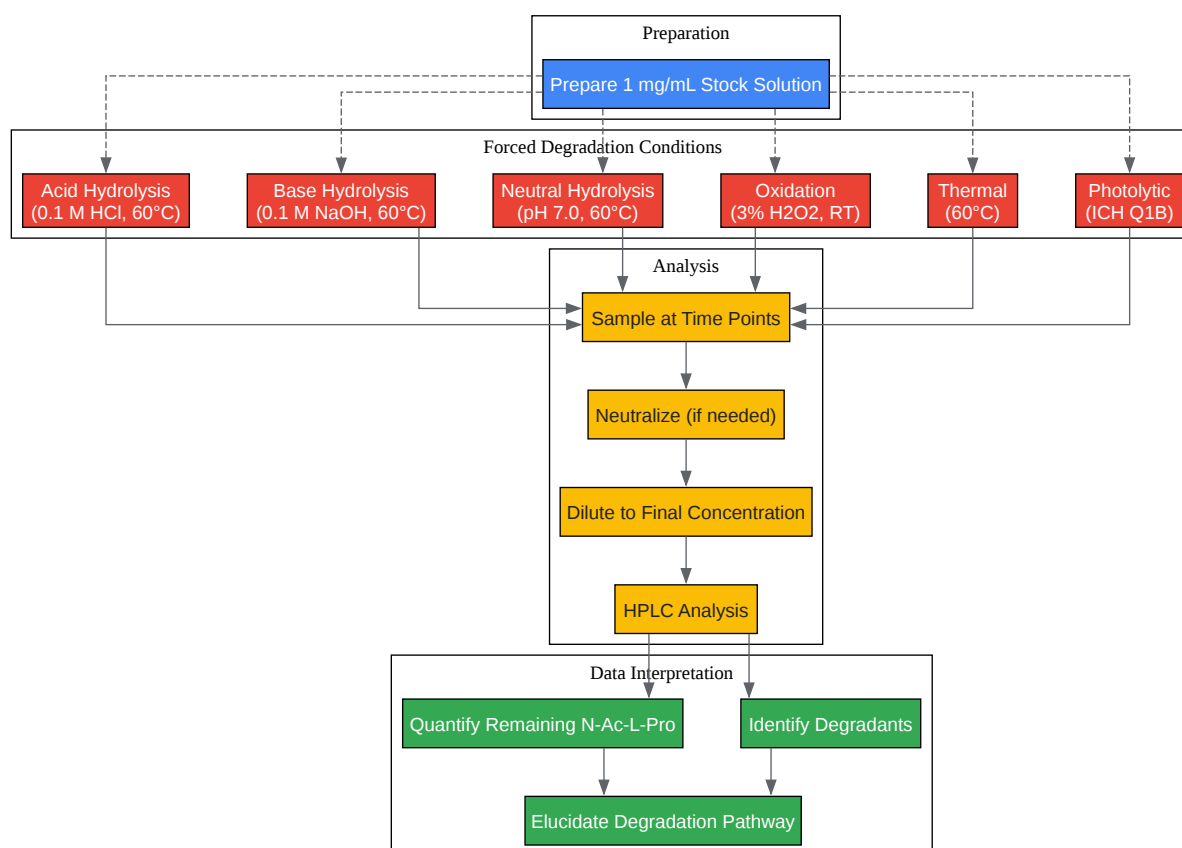 Preparation
Prepare 1 mg/mL Stock Solution
Forced Degradation Conditions
Acid Hydrolysis
(0.1 M HCl, 60°C)
Base Hydrolysis
(0.1 M NaOH, 60°C)
Neutral Hydrolysis
(pH 7.0, 60°C)
Oxidation
(3% H2O2, RT)
Thermal
(60°C)
Photolytic
(ICH Q1B)
Analysis
Sample at Time Points
Neutralize (if needed)
Dilute to Final Concentration
HPLC Analysis
Data Interpretation
Quantify Remaining N-Ac-L-Pro
Identify Degradants
Elucidate Degradation Pathway